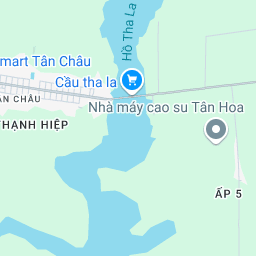 Hồ Tha La
mart Tân Châu
Cầu tha la
ÂN CHÂU
Nhà máy cao su Tân Hoa
THẠNH HIỆP
ẤP 5